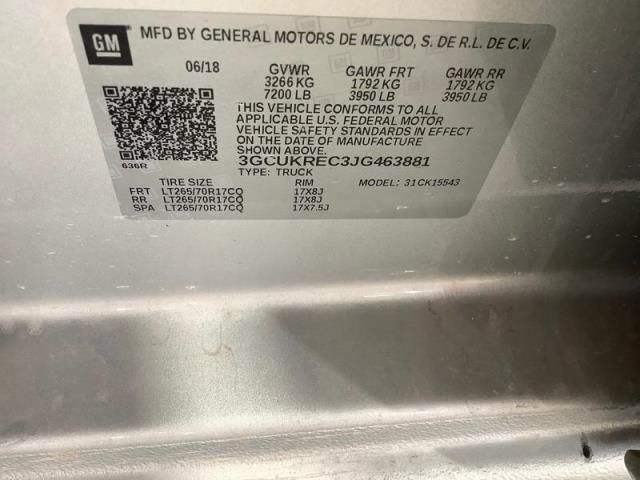 GM MFD BY GENERAL MOTORS DE MEXICO, S. DE R.L. DE C.V.
06/18 GVWR GAWR FRT GAWR RR
3266 KG 1792 KG 1792 KG
7200 LB 3950 LB 3950 LB
THIS VEHICLE CONFORMS TO ALL
APPLICABLE U.S. FEDERAL MOTOR
VEHICLE SAFETY STANDARDS IN EFFECT
ON THE DATE OF MANUFACTURE
SHOWN ABOVE.
3GCUKREC3JG463881
636R TYPE: TRUCK
TIRE SIZE RIM MODEL: 31CK15543
FRT LT265/70R17CQ 17X8J
RR LT265/70R17CQ 17X8J
SPA LT265/70R17CQ 17X7.5J